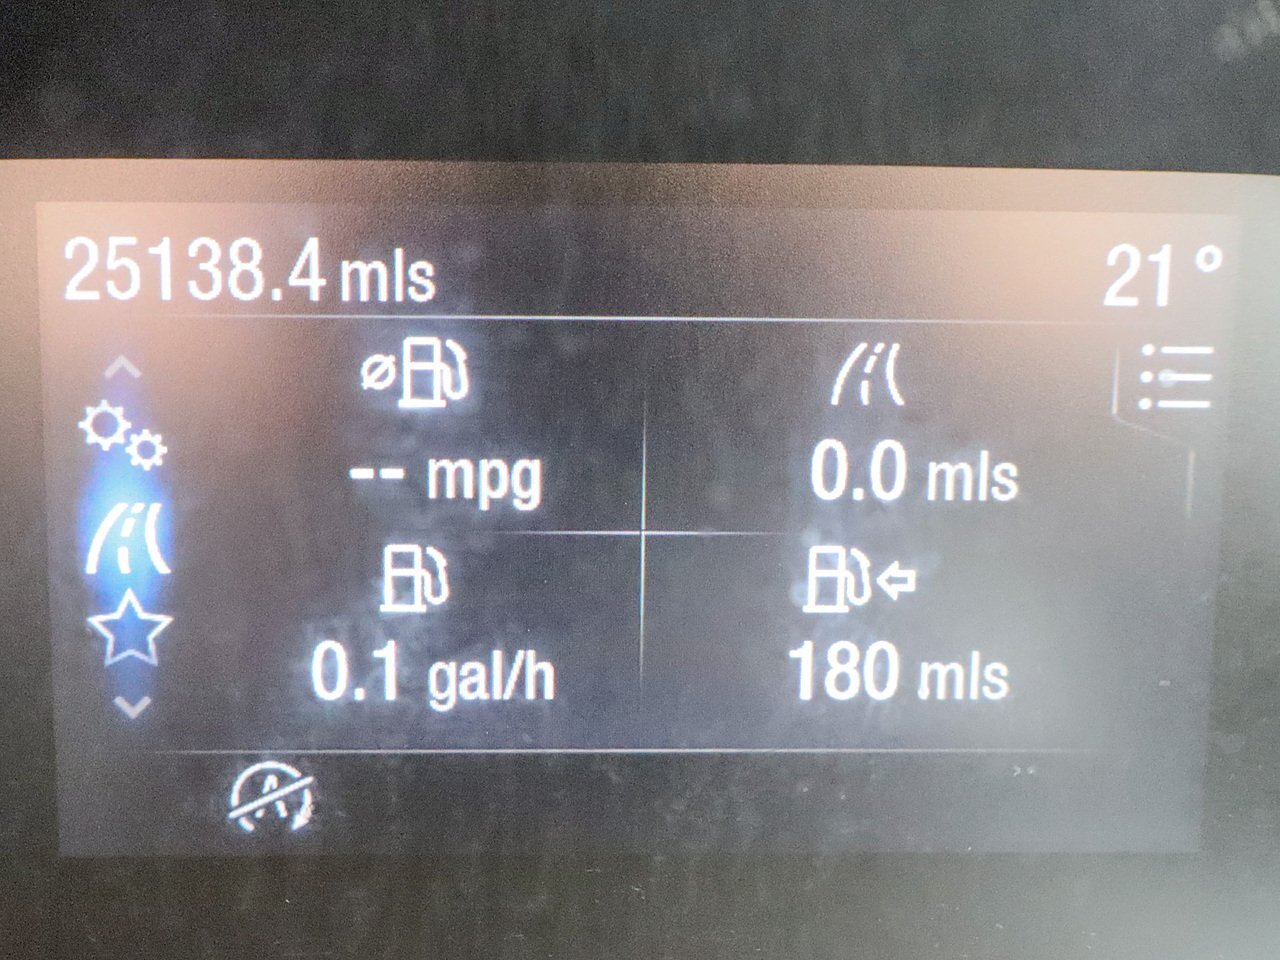 25138.4 mls 21°
-- mpg 0.0 mls
0.1 gal/h 180 mls
A